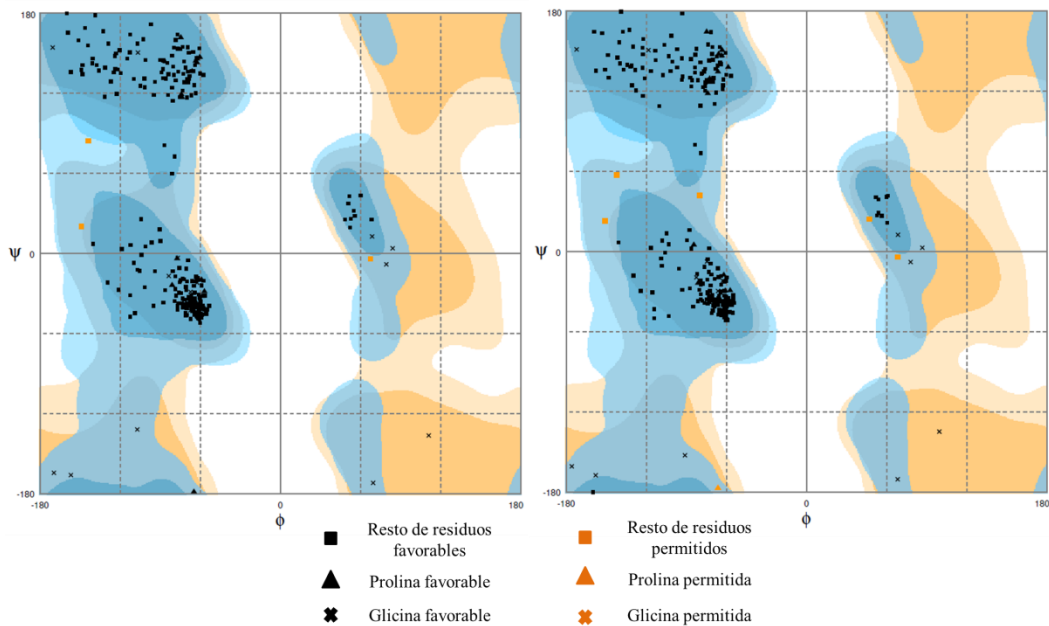 180
180
ψ
0
ψ
0
-180
-180
-180
0
180
-180
0
180
ϕ
ϕ
Resto de residuos
favorables
Resto de residuos
permitidos
Prolina favorable
Prolina permitida
Glicina favorable
Glicina permitida